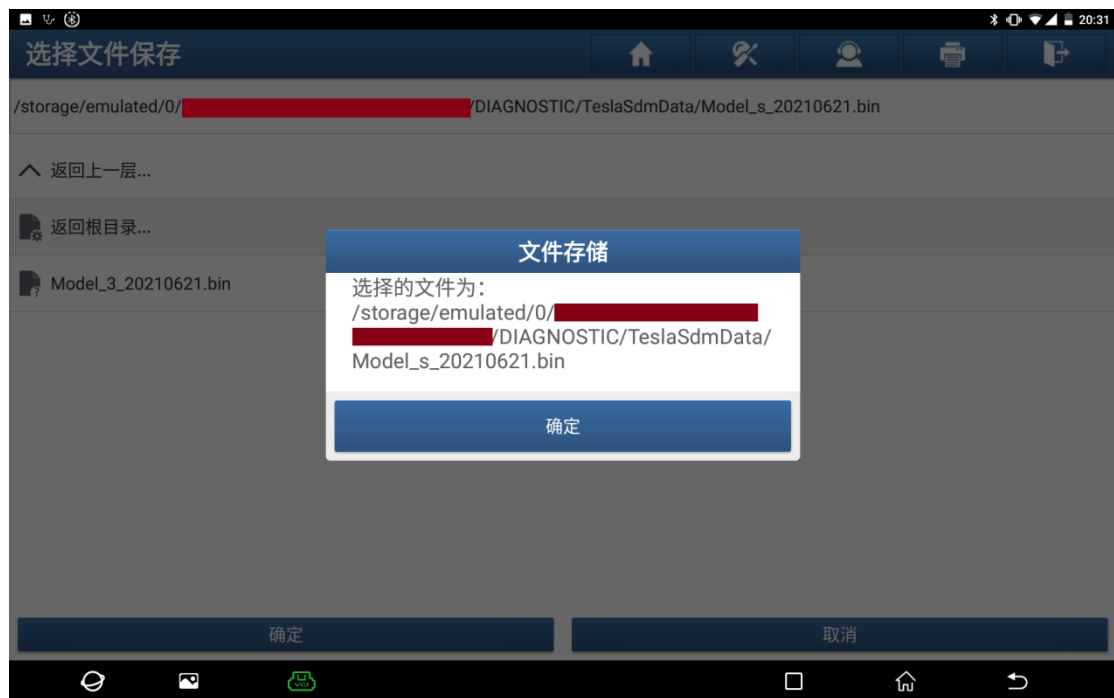 20:31
选择文件保存
/storage/emulated/0/
/DIAGNOSTIC/TeslaSdmData/Model_s_20210621.bin
返回上一层...
返回根目录...
Model_3_20210621.bin
文件存储
选择的文件为：
/storage/emulated/0/
/DIAGNOSTIC/TeslaSdmData/
Model_s_20210621.bin
确定
确定
取消
VCI